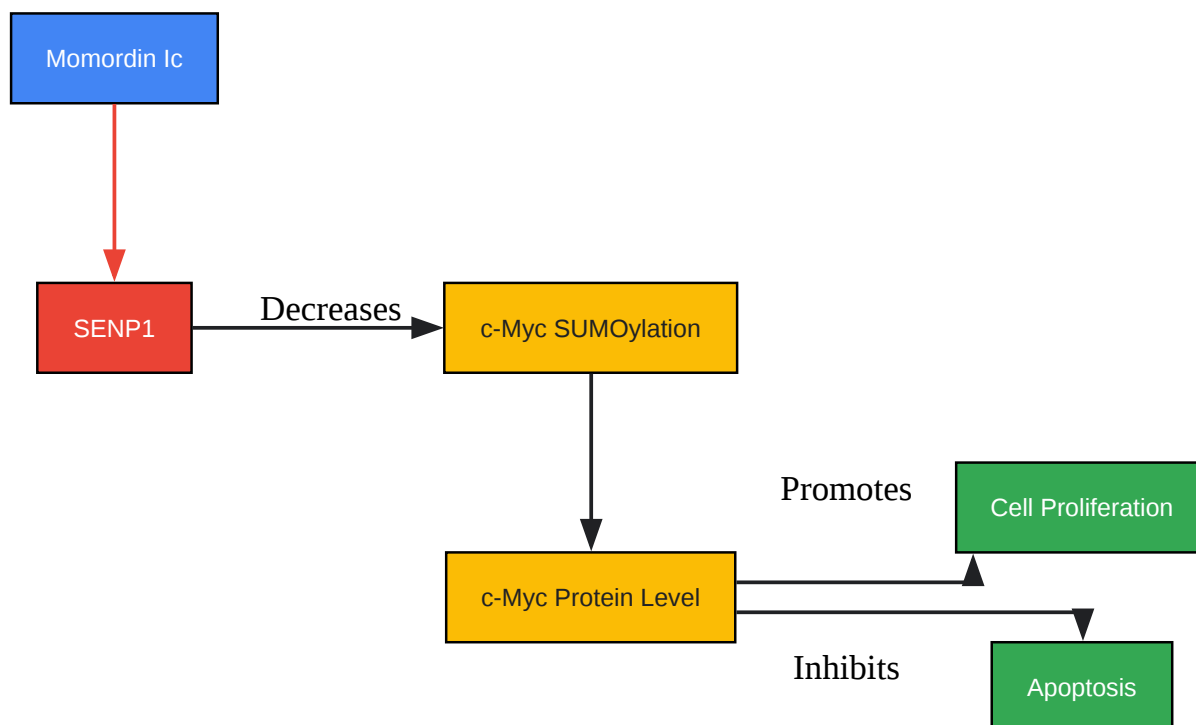 Momordin Ic
SENP1
Decreases
c-Myc SUMOylation
Promotes
Cell Proliferation
c-Myc Protein Level
Inhibits
Apoptosis